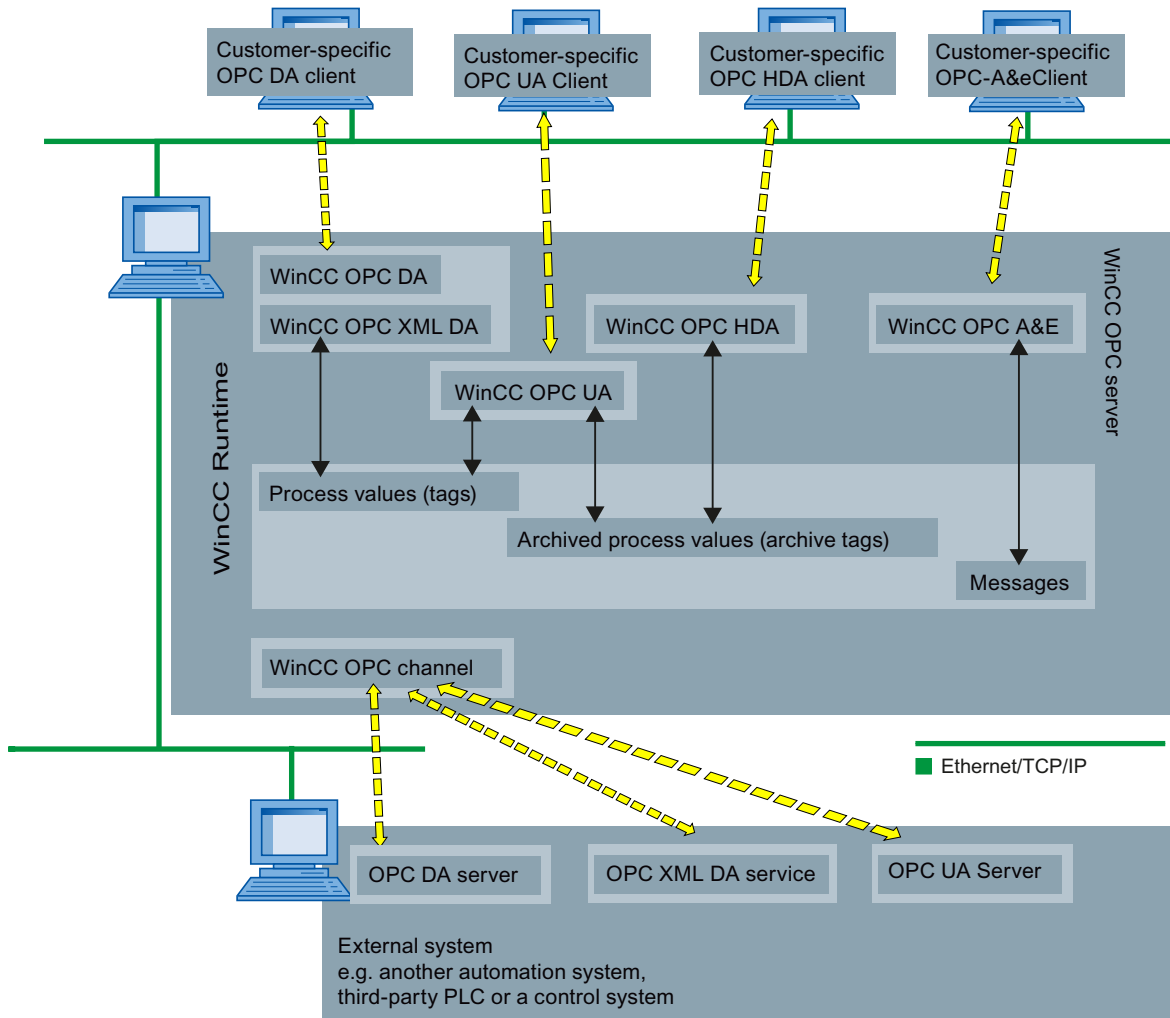 Customer-specific
OPC DA client
Customer-specific
OPC UA Client
Customer-specific
OPC HDA client
Customer-specific
OPC-A&eClient
WinCC OPC DA
WinCC OPC XML DA
WinCC OPC HDA
WinCC OPC A&E
WinCC OPC server
WinCC OPC UA
WinCC Runtime
Process values (tags)
Archived process values (archive tags)
Messages
WinCC OPC channel
Ethernet/TCP/IP
OPC DA server
OPC XML DA service
OPC UA Server
External system
e.g. another automation system,
third-party PLC or a control system